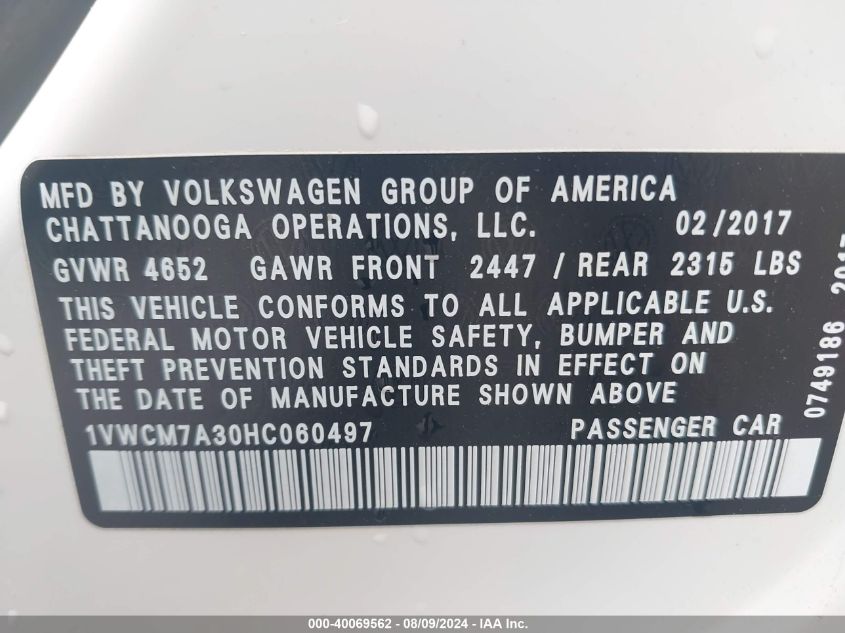 MFD BY VOLKSWAGEN GROUP OF AMERICA
CHATTANOOGA OPERATIONS, LLC. 02/2017
GVWR 4652 GAWR FRONT 2447 / REAR 2315 LBS
THIS VEHICLE CONFORMS TO ALL APPLICABLE U.S.
FEDERAL MOTOR VEHICLE SAFETY, BUMPER AND
THEFT PREVENTION STANDARDS IN EFFECT ON
THE DATE OF MANUFACTURE SHOWN ABOVE
1VWCM7A30HC060497 PASSENGER CAR
0749186
000-40069562 - 08/09/2024 - IAA Inc.